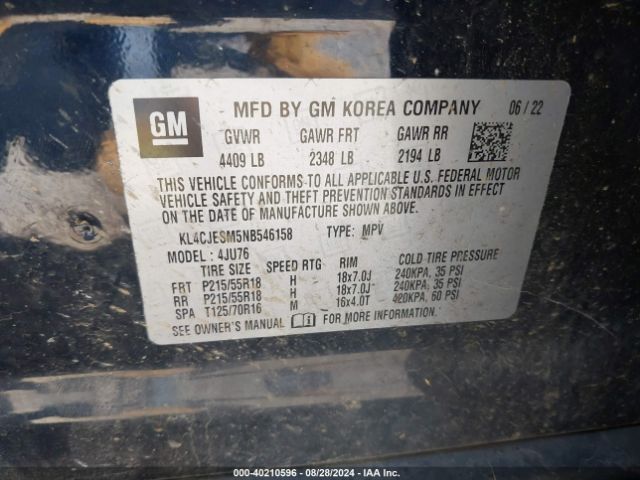 GM
MFD BY GM KOREA COMPANY 06 / 22
GVWR GAWR FRT GAWR RR
4409 LB 2348 LB 2194 LB
THIS VEHICLE CONFORMS TO ALL APPLICABLE U.S. FEDERAL MOTOR
VEHICLE SAFETY AND THEFT PREVENTION STANDARDS IN EFFECT
ON THE DATE OF MANUFACTURE SHOWN ABOVE.
KL4CJESM5NB546158 TYPE: MPV
MODEL : 4JU76
TIRE SIZE SPEED RTG RIM COLD TIRE PRESSURE
FRT P215/55R18 H 18x7.0J 240KPA, 35 PSI
RR P215/55R18 H 18x7.0J 240KPA, 35 PSI
SPA T125/70R16 M 16x4.0T 420KPA, 60 PSI
SEE OWNER'S MANUAL FOR MORE INFORMATION.
000-40210596 - 08/28/2024 - IAA Inc.